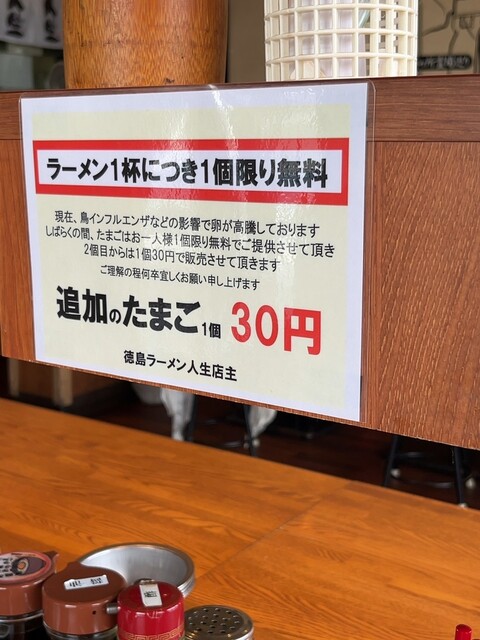 ラーメン1杯につき1個限り無料
現在、鳥インフルエンザなどの影響で卵が高騰しております
しばらくの間、たまごはお一人様1個限り無料でご提供させて頂き
2個目からは1個30円で販売させて頂きます
ご理解の程何卒宜しくお願い申し上げます
追加のたまご1個 30円
徳島ラーメン人生店主